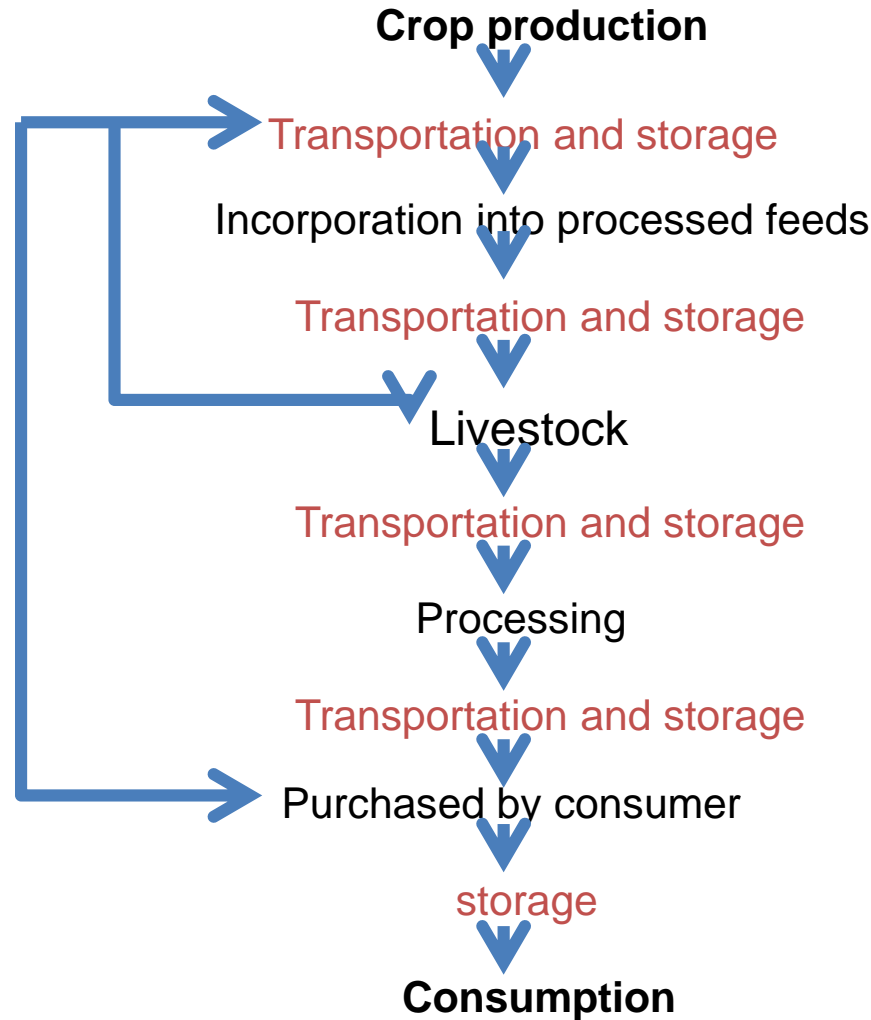 Crop production
Transportation and storage
Incorporation into processed feeds
Transportation and storage
Livestock
Transportation and storage
Processing
Transportation and storage
Purchased by consumer
storage
Consumption